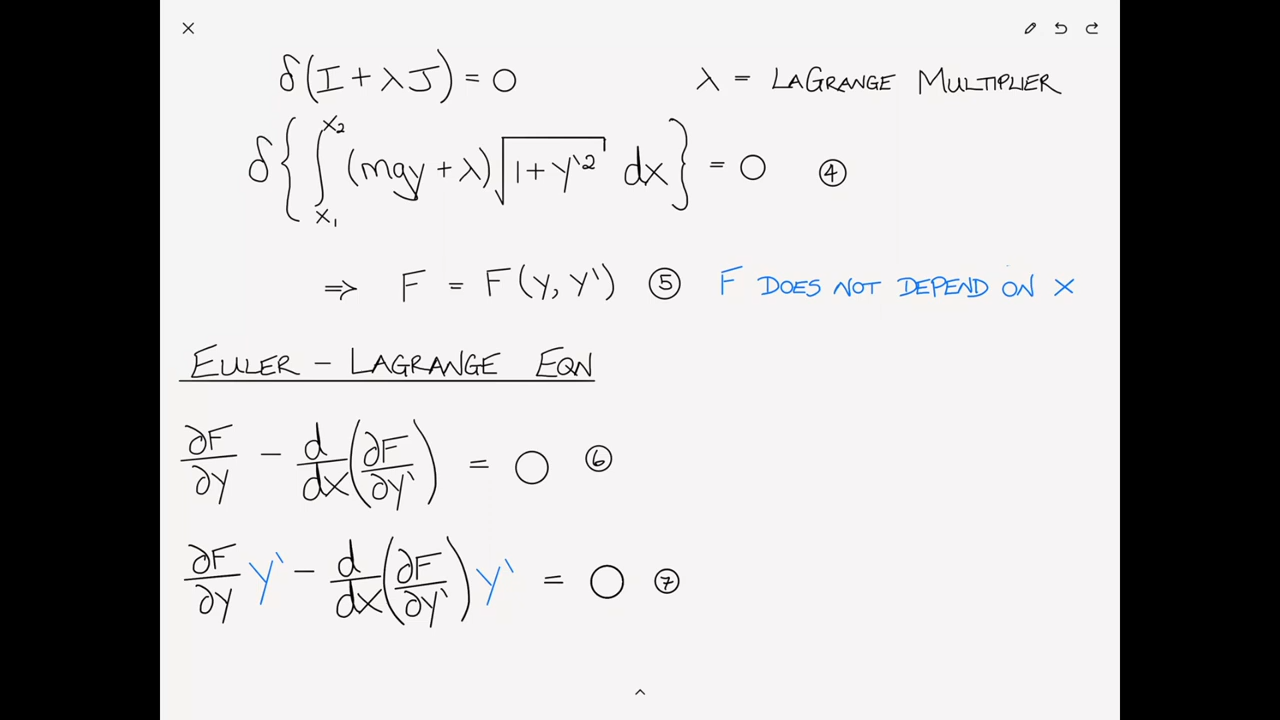 δ(I + λJ) = 0    λ = LAGRANGE MULTIPLIER
δ{∫_{x₁}^{x₂} (mgy + λ)√(1 + y'²) dx} = 0 ④
⇒ F = F(y, y') ⑤ F DOES NOT DEPEND ON X
EULER - LAGRANGE EQN
∂F/∂y − d/dx(∂F/∂y') = 0 ⑥
∂F/∂y y' − d/dx(∂F/∂y')y' = 0 ⑦